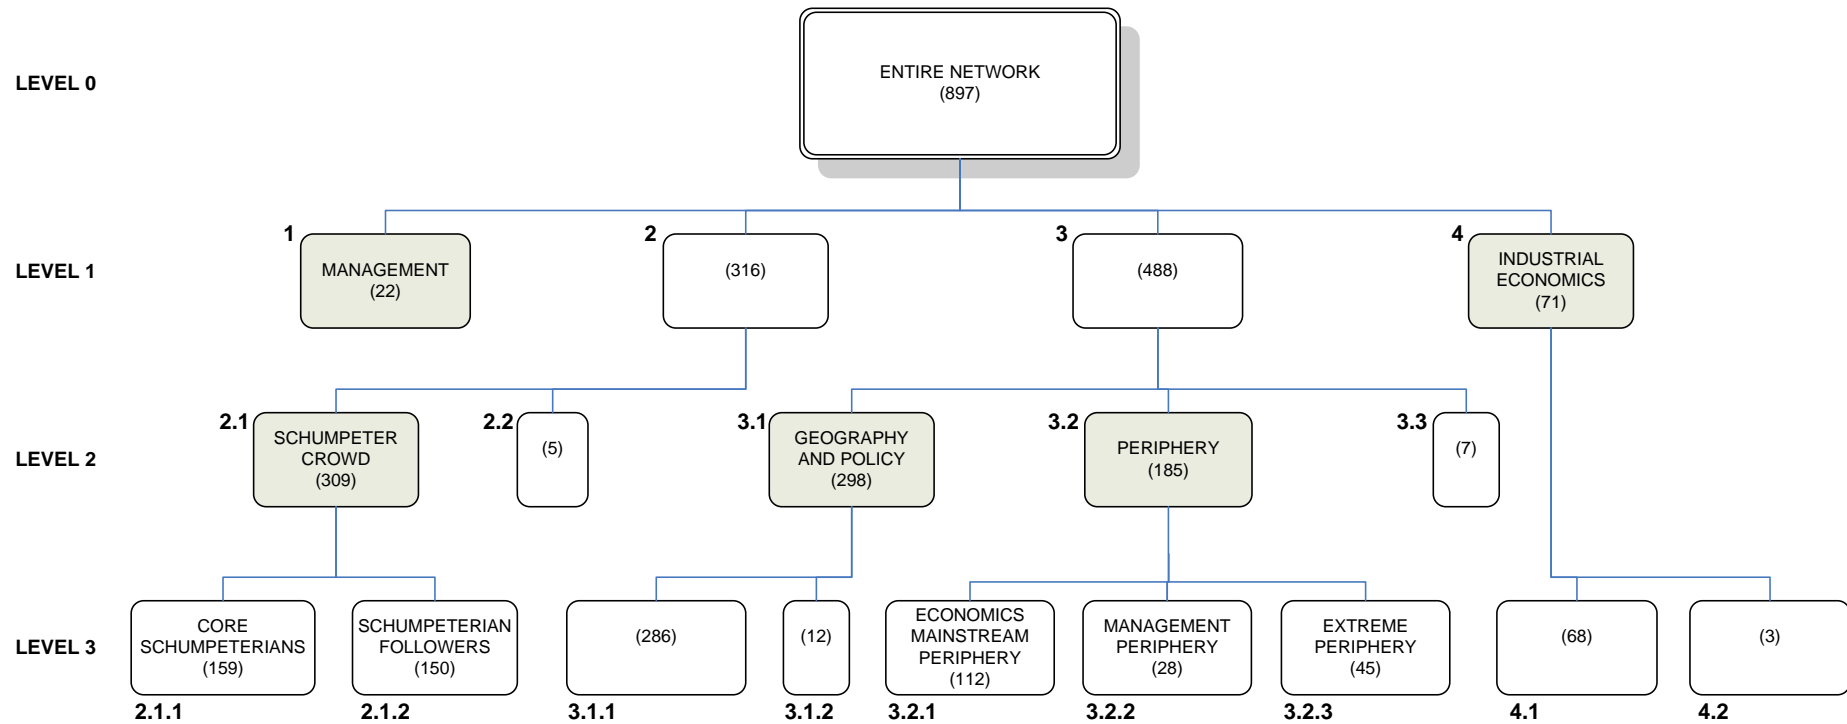 LEVEL 0
ENTIRE NETWORK
(897)
LEVEL 1
1
MANAGEMENT
(22)
2
(316)
3
(488)
4
INDUSTRIAL
ECONOMICS
(71)
LEVEL 2
2.1
SCHUMPETER
CROWD
(309)
2.2
(5)
3.1
GEOGRAPHY
AND POLICY
(298)
3.2
PERIPHERY
(185)
3.3
(7)
LEVEL 3
CORE
SCHUMPETERIANS
(159)
2.1.1
SCHUMPETERIAN
FOLLOWERS
(150)
2.1.2
(286)
3.1.1
(12)
3.1.2
ECONOMICS
MAINSTREAM
PERIPHERY
(112)
3.2.1
MANAGEMENT
PERIPHERY
(28)
3.2.2
EXTREME
PERIPHERY
(45)
3.2.3
(68)
4.1
(3)
4.2